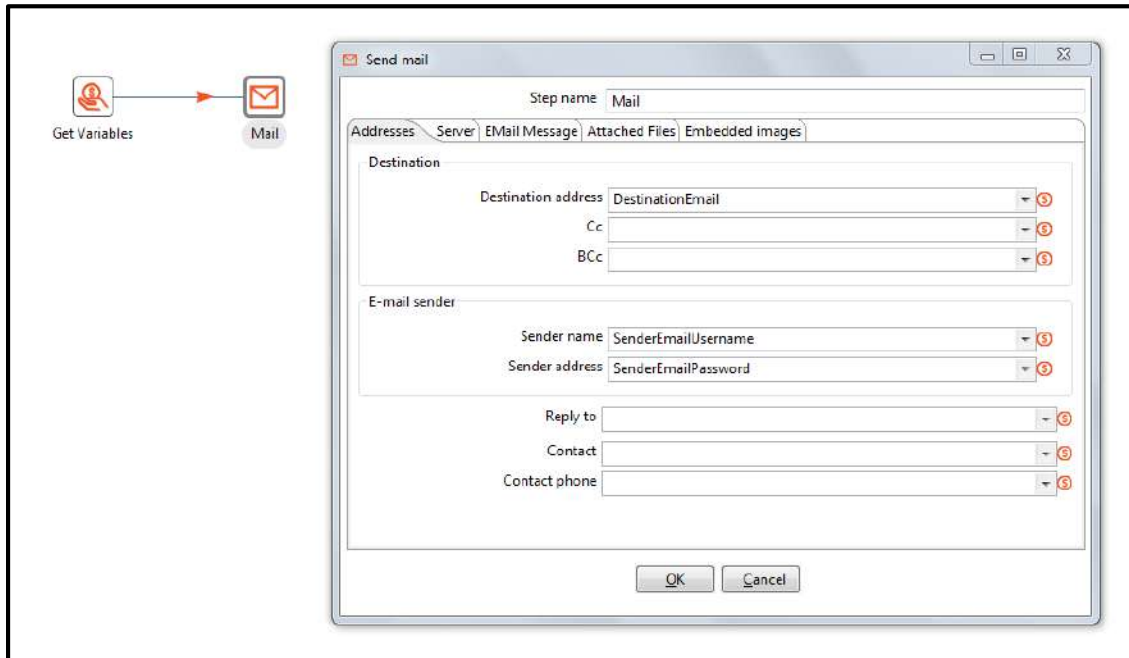 Send mail
Step name Mail
Get Variables
Mail
Addresses Server EMail Message Attached Files Embedded images
Destination
Destination address DestinationEmail
Cc
BCc
E-mail sender
Sender name SenderEmailUsername
Sender address SenderEmailPassword
Reply to
Contact
Contact phone
OK Cancel